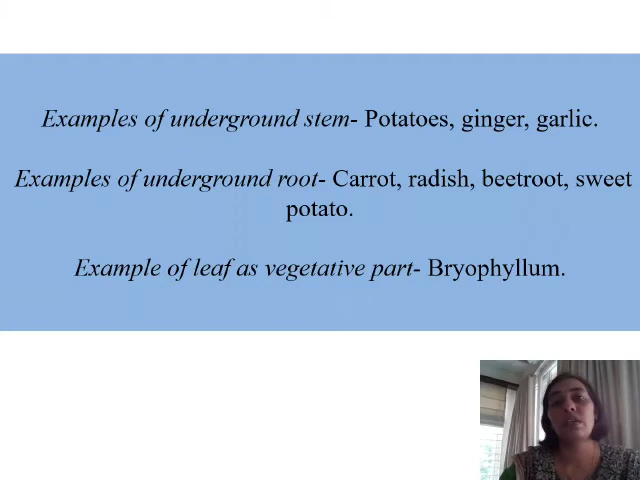 Examples of underground stem- Potatoes, ginger, garlic.
Examples of underground root- Carrot, radish, beetroot, sweet
potato.
Example of leaf as vegetative part- Bryophyllum.